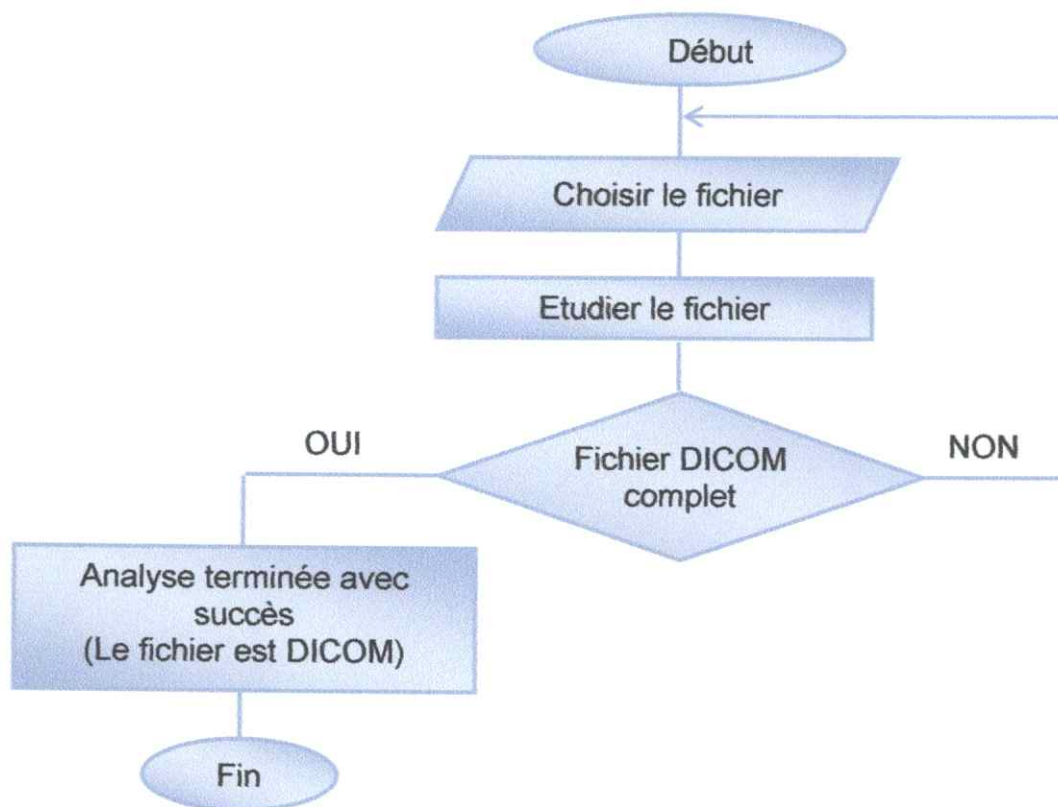 Début
Choisir le fichier
Etudier le fichier
Fichier DICOM
complet
OUI
NON
Analyse terminée avec
succès
(Le fichier est DICOM)
Fin